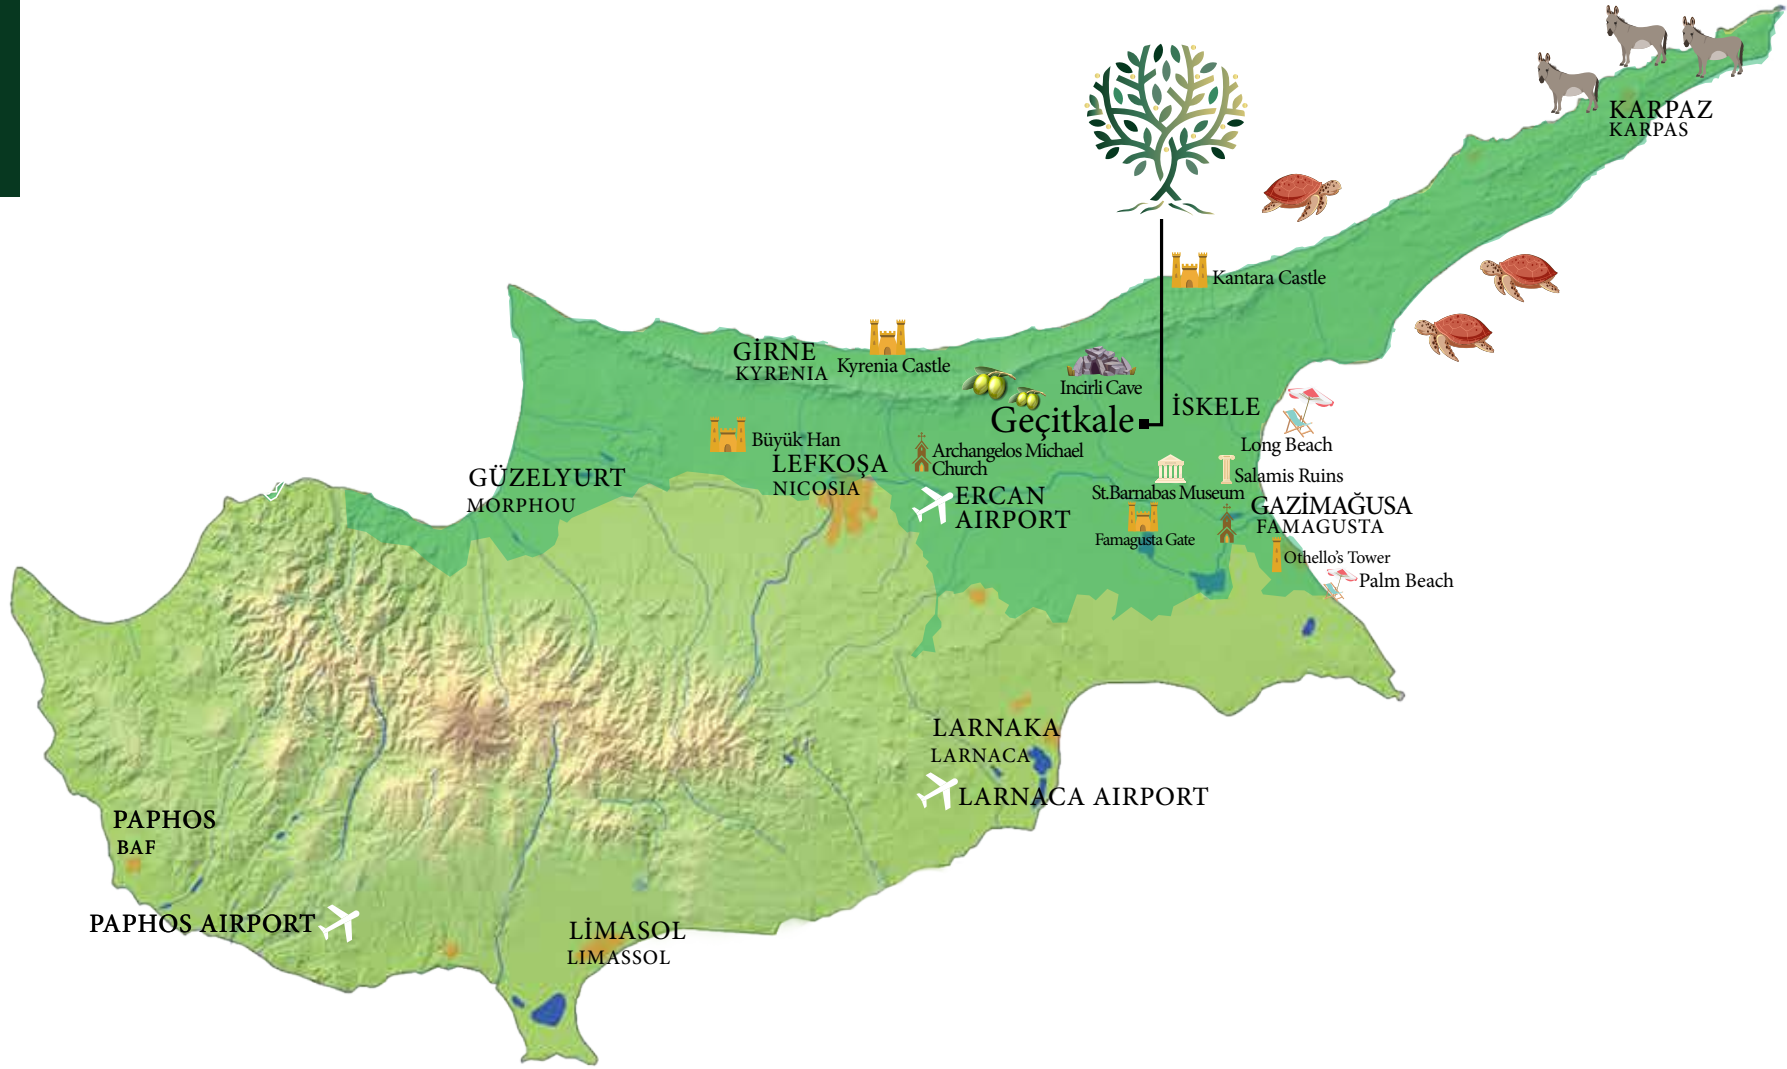 KARPAZ
KARPAS
Kantara Castle
GİRNE
KYRENIA
Kyrenia Castle
Incirli Cave
Geçitkale
İSKELE
Long Beach
Büyük Han
LEFKOŞA
NICOSIA
Archangelos Michael
Church
GÜZELYURT
MORPHOU
ERCAN
AIRPORT
Salamis Ruins
St.Barnabas Museum
GAZİMAĞUSA
FAMAGUSTA
Famagusta Gate
Othello's Tower
Palm Beach
LARNAKA
LARNACA
LARNACA AIRPORT
PAPHOS
BAF
PAPHOS AIRPORT
LİMASOL
LIMASSOL